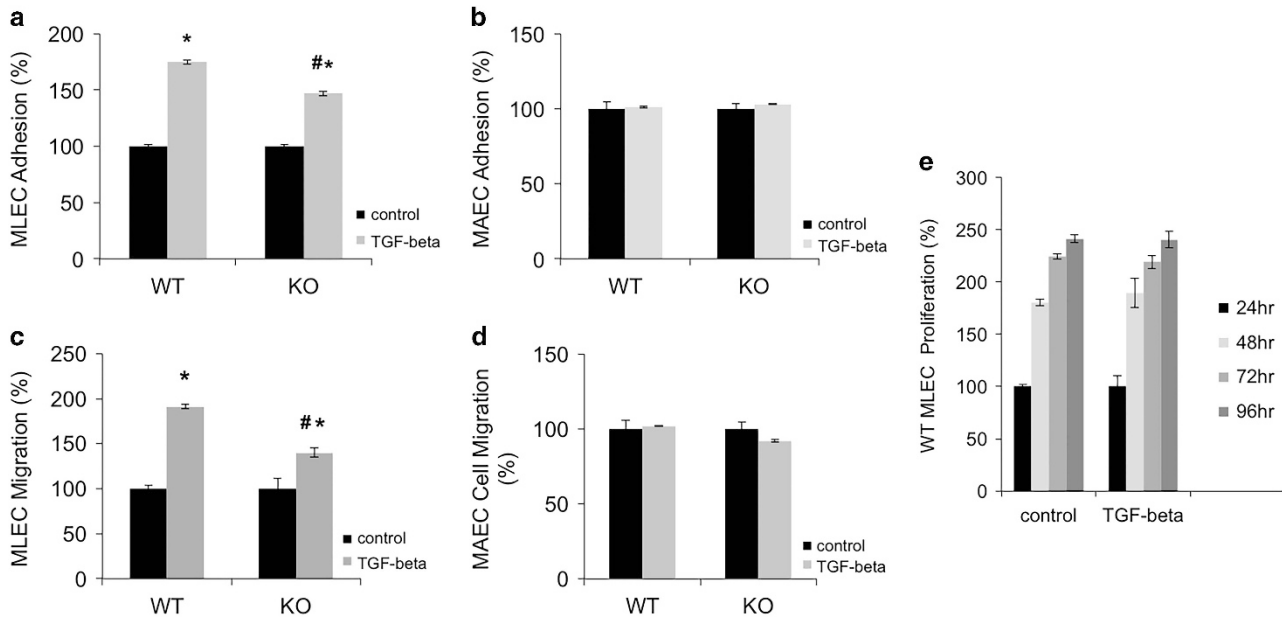 a
MLEC Adhesion (%)
200
150
100
50
0
*
#*
control
TGF-beta
WT KO
b
MAEC Adhesion (%)
150
100
50
0
control
TGF-beta
WT KO
c
MLEC Migration (%)
250
200
150
100
50
0
*
#*
control
TGF-beta
WT KO
d
MAEC Cell Migration
(%)
150
100
50
0
control
TGF-beta
WT KO
e
WT MLEC Proliferation (%)
300
250
200
150
100
50
0
24hr
48hr
72hr
96hr
control TGF-beta